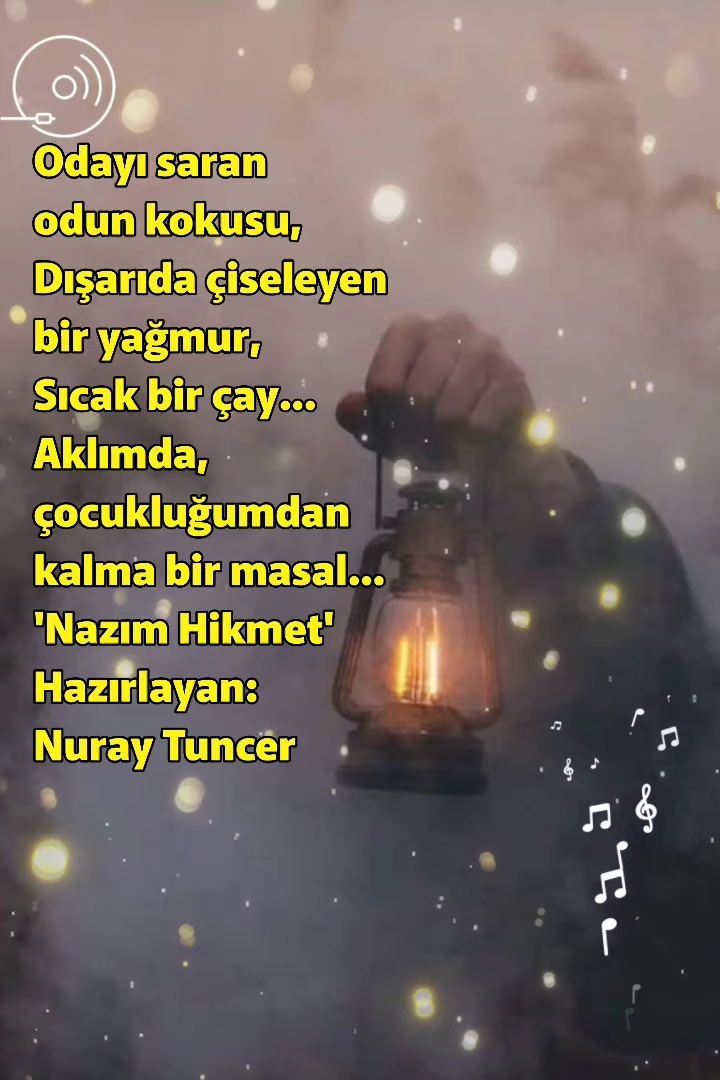 Odayı saran
odun kokusu,
Dışarıda çiseleyen
bir yağmur,
Sıcak bir çay...
Aklımda,
çocukluğumdan
kalma bir masal...
'Nazım Hikmet'
Hazırlayan:
Nuray Tuncer